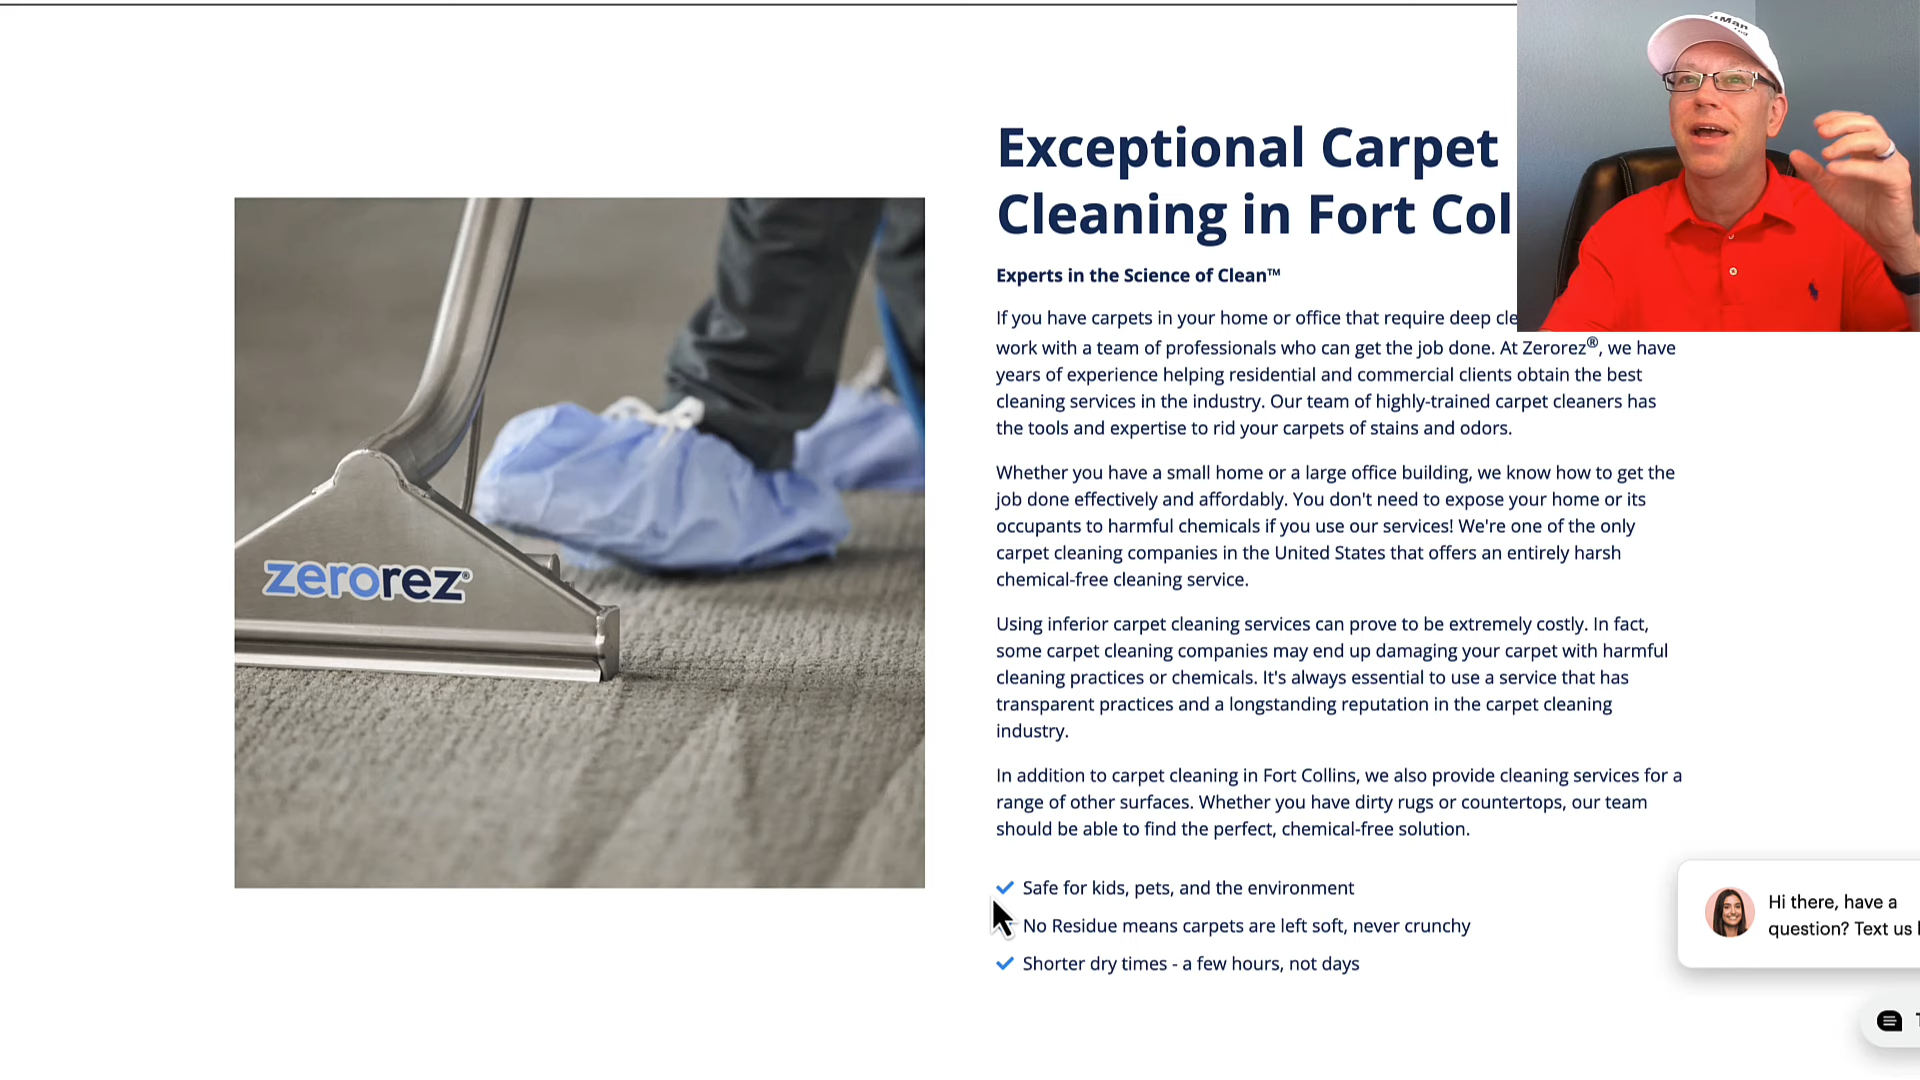 Exceptional Carpet
Cleaning in Fort Col
Experts in the Science of Clean™
If you have carpets in your home or office that require deep cle
work with a team of professionals who can get the job done. At Zerorez®, we have
years of experience helping residential and commercial clients obtain the best
cleaning services in the industry. Our team of highly-trained carpet cleaners has
the tools and expertise to rid your carpets of stains and odors.
Whether you have a small home or a large office building, we know how to get the
job done effectively and affordably. You don't need to expose your home or its
occupants to harmful chemicals if you use our services! We're one of the only
carpet cleaning companies in the United States that offers an entirely harsh
chemical-free cleaning service.
Using inferior carpet cleaning services can prove to be extremely costly. In fact,
some carpet cleaning companies may end up damaging your carpet with harmful
cleaning practices or chemicals. It's always essential to use a service that has
transparent practices and a longstanding reputation in the carpet cleaning
industry.
In addition to carpet cleaning in Fort Collins, we also provide cleaning services for a
range of other surfaces. Whether you have dirty rugs or countertops, our team
should be able to find the perfect, chemical-free solution.
Safe for kids, pets, and the environment
No Residue means carpets are left soft, never crunchy
Shorter dry times - a few hours, not days
zerorez®
Hi there, have a
question? Text us